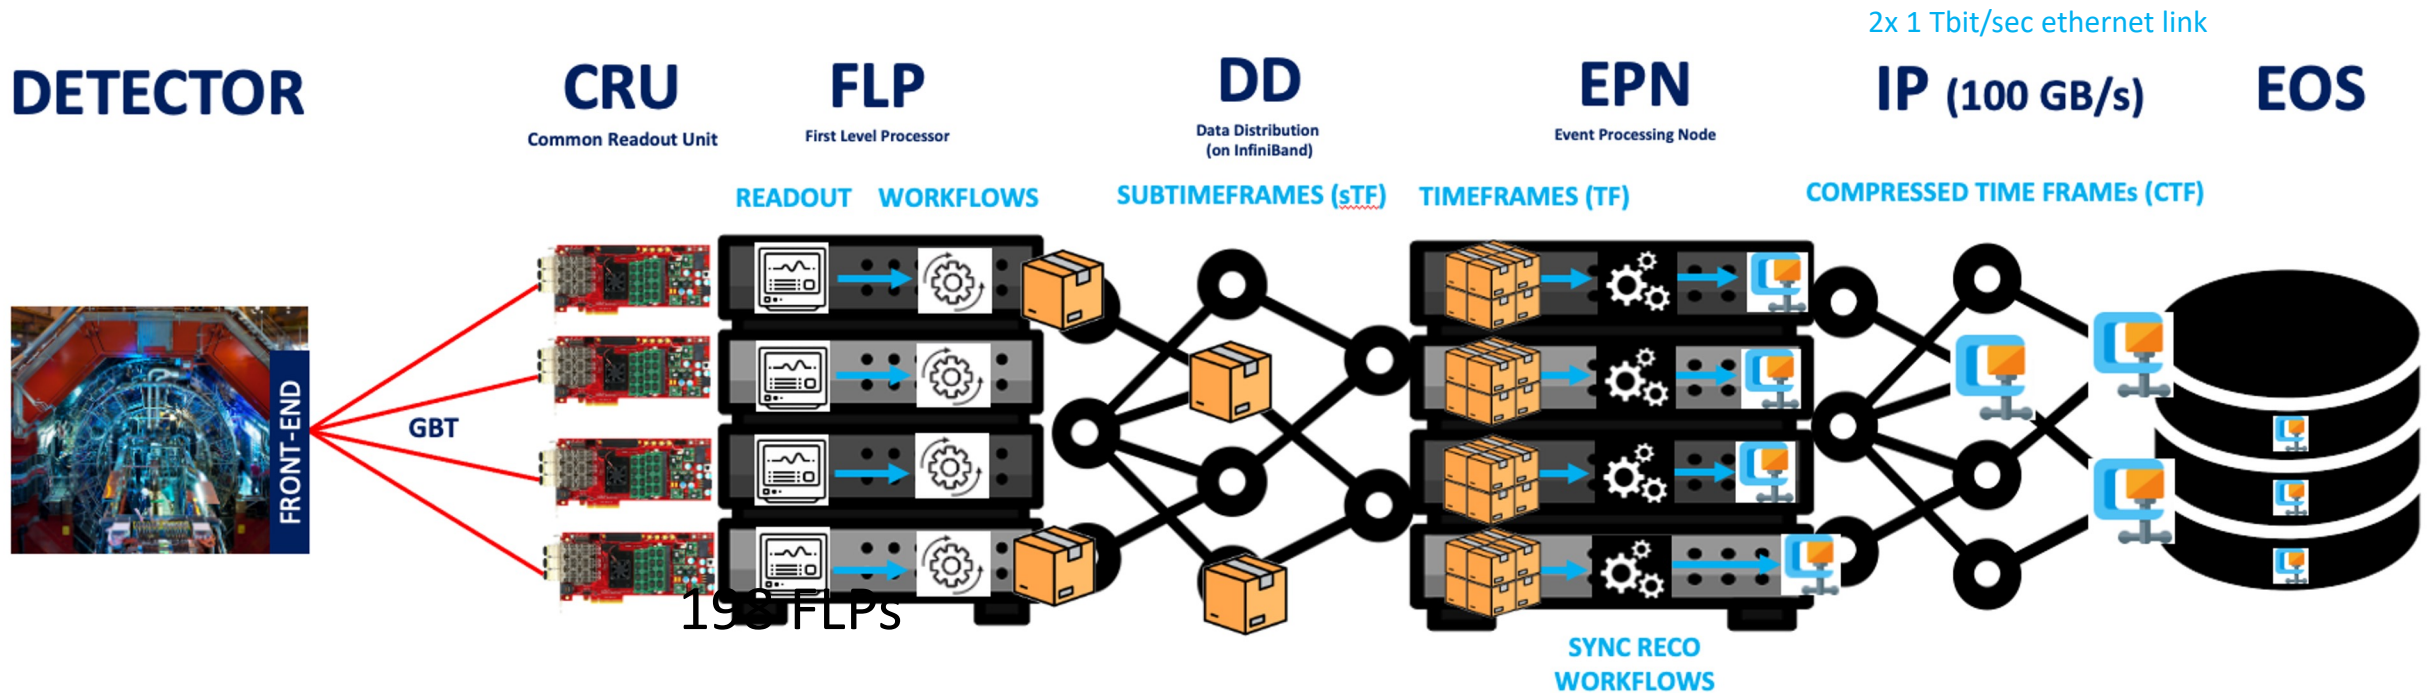 2x 1 Tbit/sec ethernet link
DETECTOR
CRU
Common Readout Unit
FLP
First Level Processor
DD
Data Distribution
(on InfiniBand)
EPN
Event Processing Node
IP (100 GB/s)
EOS
READOUT
WORKFLOWS
SUBTIMEFRAMES (sTF)
TIMEFRAMES (TF)
COMPRESSED TIME FRAMEs (CTF)
FRONT-END
GBT
198 FLPs
SYNC RECO
WORKFLOWS